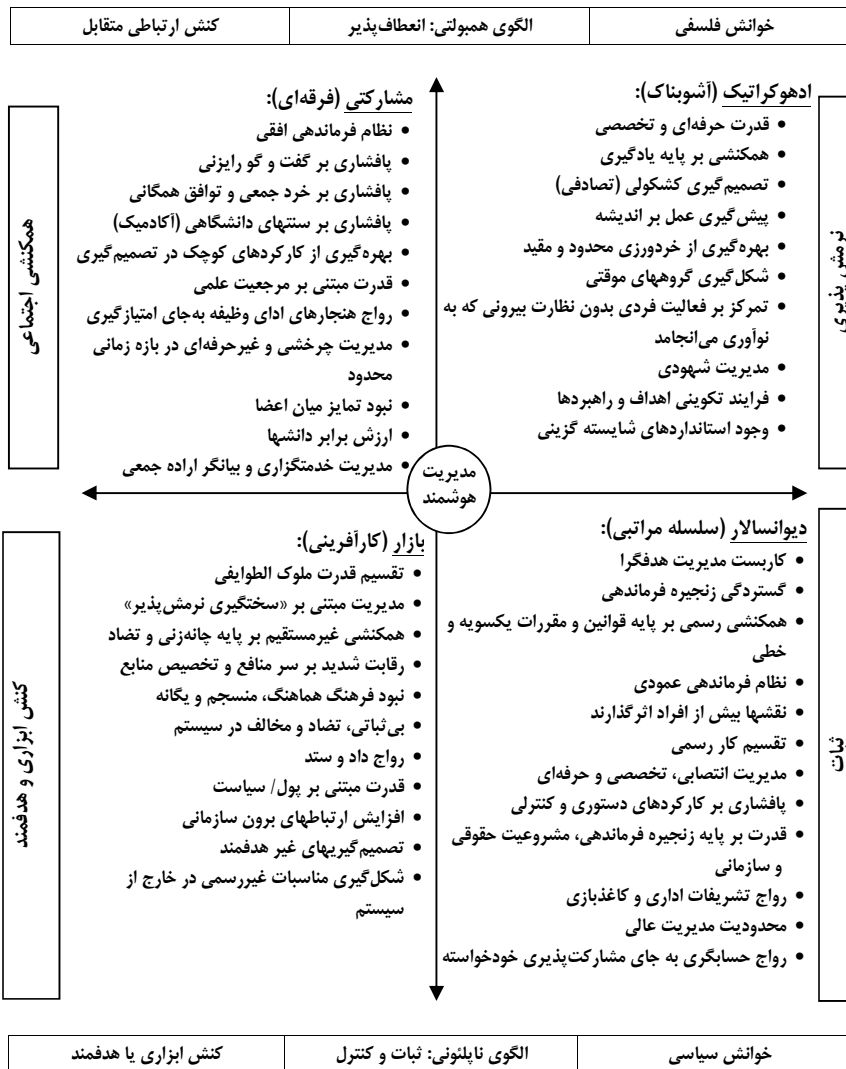 خوانش فلسفی
الگوی همبولتی: انعطاف‌پذیر
کنش ارتباطی متقابل
نرمش پذیری
ادهوکراتیک (آشوبناک):
• قدرت حرفه‌ای و تخصصی
• همکنشی بر پایه یادگیری
• تصمیم‌گیری کشکولی (تصادفی)
• پیش‌گیری عمل بر اندیشه
• بهره‌گیری از خردورزی محدود و مقید
• شکل‌گیری گروههای موقتی
• تمرکز بر فعالیت فردی بدون نظارت بیرونی که به
نوآوری می‌انجامد
• مدیریت شهودی
• فرایند تکوینی اهداف و راهبردها
• وجود استانداردهای شایسته گزینی
مشارکتی (فرقه‌ای):
• نظام فرماندهی افقی
• پافشاری بر گفت و گو رایزنی
• پافشاری بر خرد جمعی و توافق همگانی
• پافشاری بر سنتهای دانشگاهی (آکادمیک)
• بهره‌گیری از کارکردهای کوچک در تصمیم‌گیری
• قدرت مبتنی بر مرجعیت علمی
• رواج هنجارهای ادای وظیفه به‌جای امتیازگیری
• مدیریت چرخشی و غیرحرفه‌ای در بازه زمانی
محدود
• نبود تمایز میان اعضا
• ارزش برابر دانشها
• مدیریت خدمتگزاری و بیانگر اراده جمعی
همکنشی اجتماعی
مدیریت
هوشمند
ثبات
دیوانسالار (سلسله مراتبی):
• کاربست مدیریت هدفگرا
• گستردگی زنجیره فرماندهی
• همکنشی رسمی بر پایه قوانین و مقررات یکسویه و
خطی
• نظام فرماندهی عمودی
• نقشها بیش از افراد اثرگذارند
• تقسیم کار رسمی
• مدیریت انتصابی، تخصصی و حرفه‌ای
• پافشاری بر کارکردهای دستوری و کنترلی
• قدرت بر پایه زنجیره فرماندهی، مشروعیت حقوقی
و سازمانی
• رواج تشریفات اداری و کاغذبازی
• محدودیت مدیریت عالی
• رواج حسابگری به جای مشارکت‌پذیری خودخواسته
بازار (کارآفرینی):
• تقسیم قدرت ملوک الطوایفی
• مدیریت مبتنی بر «سختگیری نرمش‌پذیر»
• همکنشی غیرمستقیم بر پایه چانه‌زنی و تضاد
• رقابت شدید بر سر منافع و تخصیص منابع
• نبود فرهنگ هماهنگ، منسجم و یگانه
• بی‌ثباتی، تضاد و مخالف در سیستم
• رواج داد و ستد
• قدرت مبتنی بر پول/ سیاست
• افزایش ارتباطهای برون سازمانی
• تصمیم‌گیریهای غیر هدفمند
• شکل‌گیری مناسبات غیررسمی در خارج از
سیستم
کنش ابزاری و هدفمند
خوانش سیاسی
الگوی ناپلئونی: ثبات و کنترل
کنش ابزاری یا هدفمند